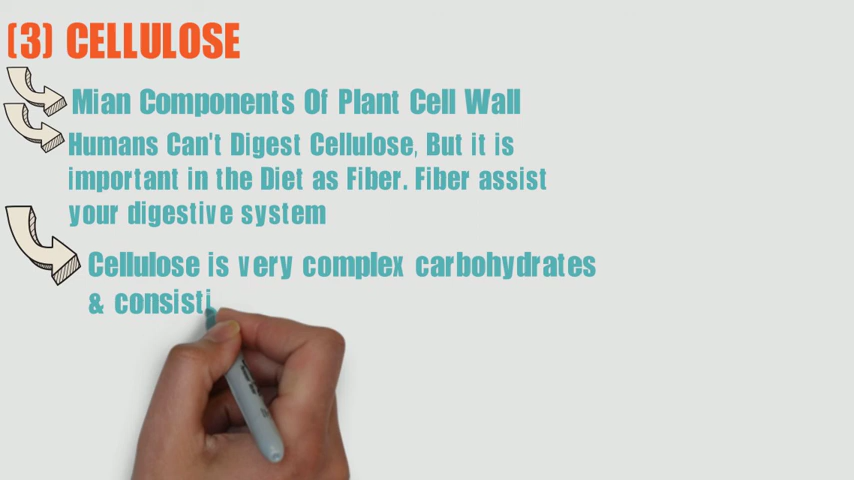 (3) CELLULOSE
Mian Components Of Plant Cell Wall
Humans Can't Digest Cellulose, But it is
important in the Diet as Fiber. Fiber assist
your digestive system
Cellulose is very complex carbohydrates
& consisti